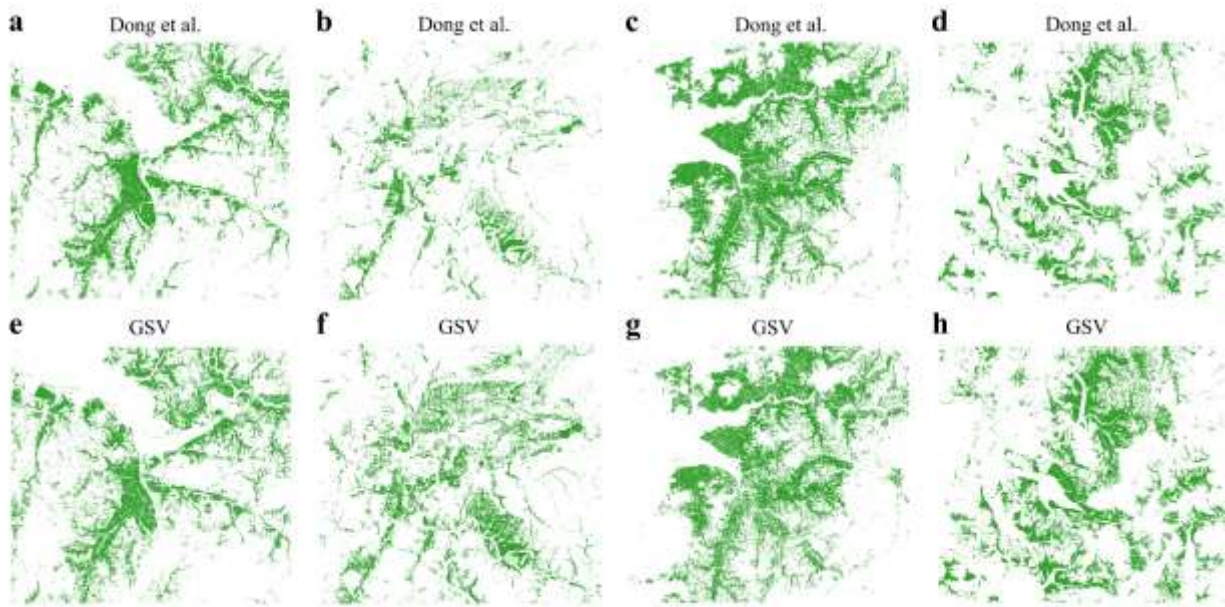 a Dong et al.
b Dong et al.
c Dong et al.
d Dong et al.
e GSV
f GSV
g GSV
h GSV